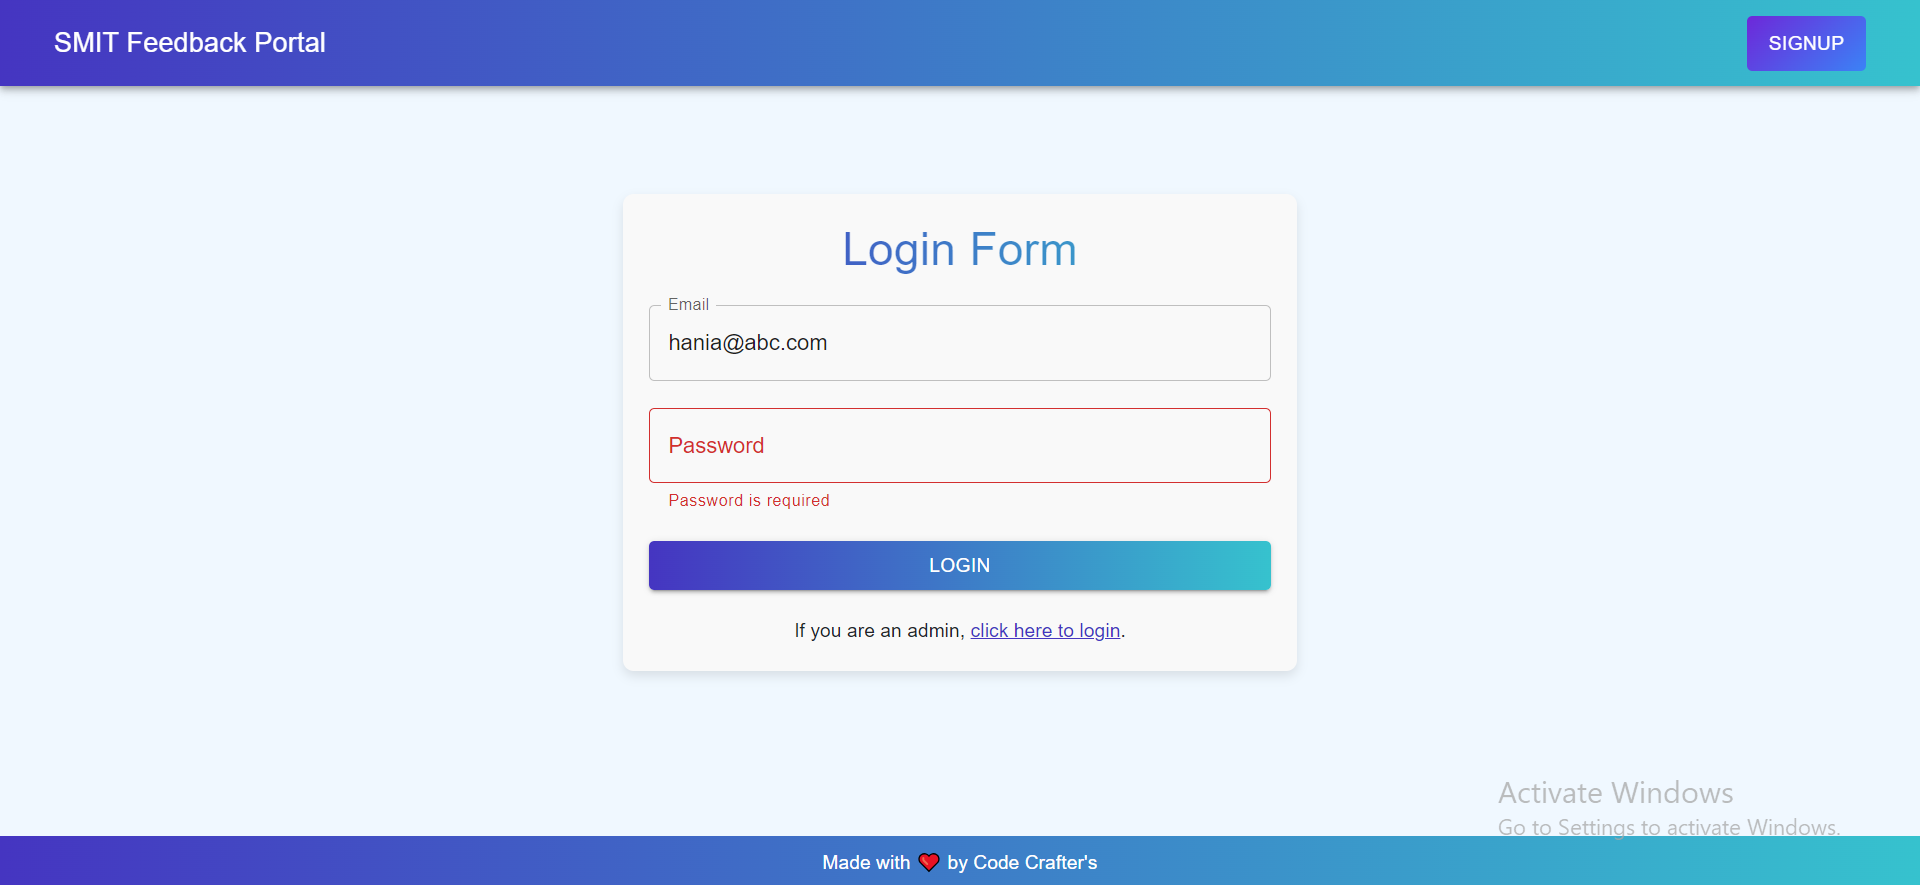 SMIT Feedback Portal
SIGNUP
Login Form
Email
hania@abc.com
Password
Password is required
LOGIN
If you are an admin, click here to login.
Activate Windows
Go to Settings to activate Windows.
Made with ❤️ by Code Crafter's